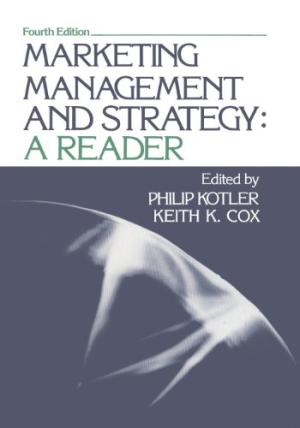 Fourth Edition
MARKETING
MANAGEMENT
AND STRATEGY:
A READER
Edited by
PHILIP KOTLER
KEITH K. COX